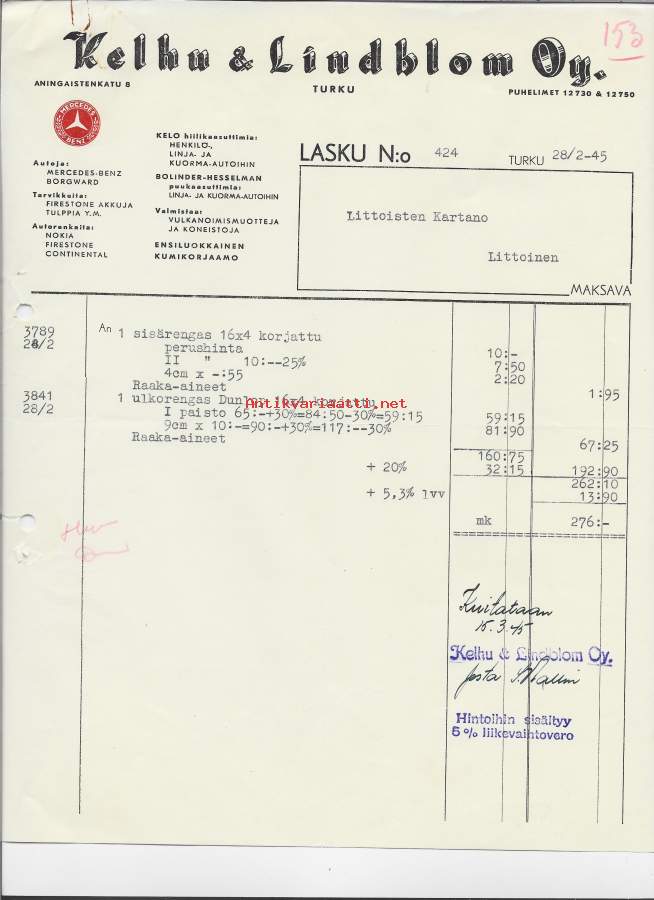 153
Kelhu & Lindblom Oy.
ANINGAISTENKATU 8
TURKU
PUHELIMET 12730 & 12750
MERCEDES
BENZ
Autoja:
MERCEDES-BENZ
BORGWARD
Tarvikkeita:
FIRESTONE AKKUJA
TULPPIA Y.M.
Autorenkaita:
NOKIA
FIRESTONE
CONTINENTAL
KELO hiilikaasuttimia:
HENKILÖ-,
LINJA- JA
KUORMA-AUTOIHIN
BOLINDER-HESSELMAN
puukaasuttimia:
LINJA- JA KUORMA-AUTOIHIN
Valmistaa:
VULKANOIMISMUOTTEJA
JA KONEISTOJA
ENSILUOKKAINEN
KUMIKORJAAMO
LASKU N:o 424 TURKU 28/2-45
Littoisten Kartano
Littoinen
MAKSAVA
3789 An 1 sisärengas 16x4 korjattu
28/2 perushinta 10:-
II " 10:--25% 7:50
4cm x -:55 2:20
Raaka-aineet 1:95
3841 1 ulkorengas Dunlop 16x4 korjattu
Antikvariaatti.net
28/2 I paisto 65:-+30%=84:50-30%=59:15 59:15
9cm x 10:-=90:-+30%=117:--30% 81:90
Raaka-aineet 67:25
160:75
+ 20% 32:15 192:90
262:10
+ 5,3% lvv 13:90
mk 276:-
Kuitataan
15.3.45
Kelhu & Lindblom Oy.
Hintoihin sisältyy
5 % liikevaihtovero